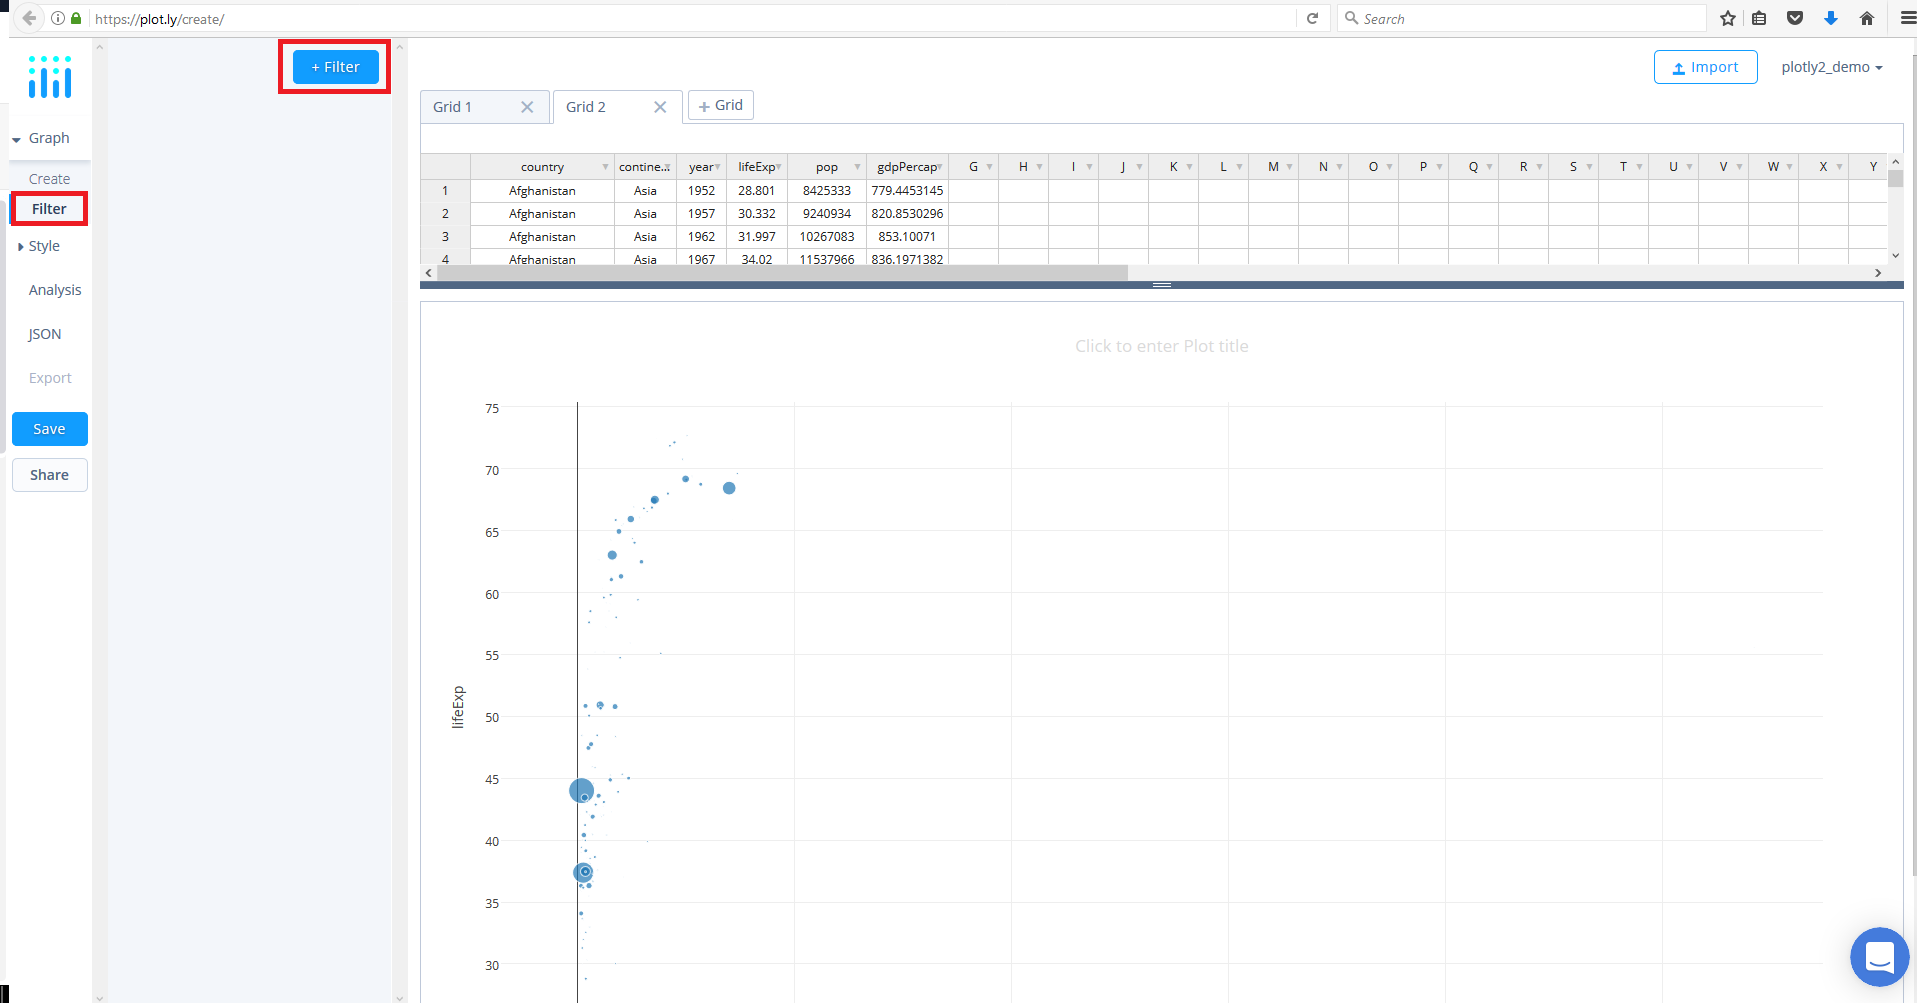 https://plot.ly/create/
Search
+ Filter
Import
plotly2_demo
Grid 1
Grid 2
+ Grid
Graph
Create
Filter
Style
Analysis
JSON
Export
Save
Share
country contine... year lifeExp pop gdpPercap G H I J K L M N O P Q R S T U V W X Y
1 Afghanistan Asia 1952 28.801 8425333 779.4453145
2 Afghanistan Asia 1957 30.332 9240934 820.8530296
3 Afghanistan Asia 1962 31.997 10267083 853.10071
4 Afghanistan Asia 1967 34.02 11537966 836.1971382
Click to enter Plot title
75
70
65
60
55
50
45
40
35
30
lifeExp